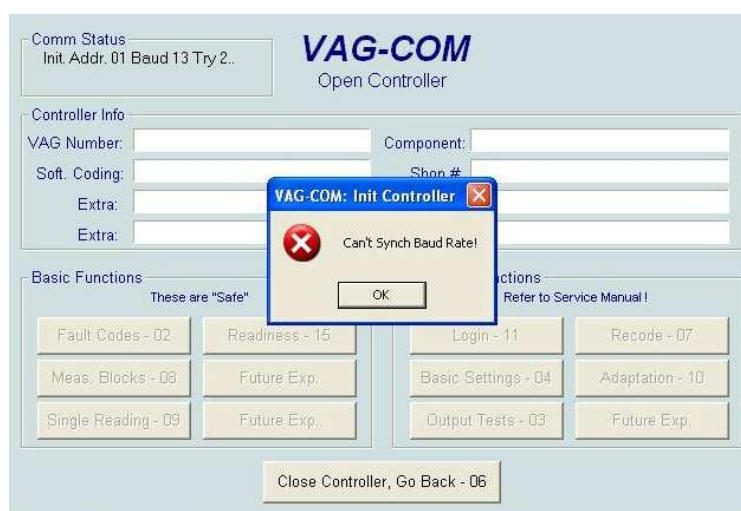 Comm Status
Init. Addr. 01 Baud 13 Try 2..
VAG-COM
Open Controller
Controller Info
VAG Number:
Component:
Soft. Coding:
Shop #
Extra:
Extra:
VAG-COM: Init Controller
Can't Synch Baud Rate!
OK
Basic Functions
These are "Safe"
ctions
Refer to Service Manual !
Fault Codes - 02
Readiness - 15
Login - 11
Recode - 07
Meas. Blocks - 08
Future Exp.
Basic Settings - 04
Adaptation - 10
Single Reading - 09
Future Exp.
Output Tests - 03
Future Exp.
Close Controller, Go Back - 06